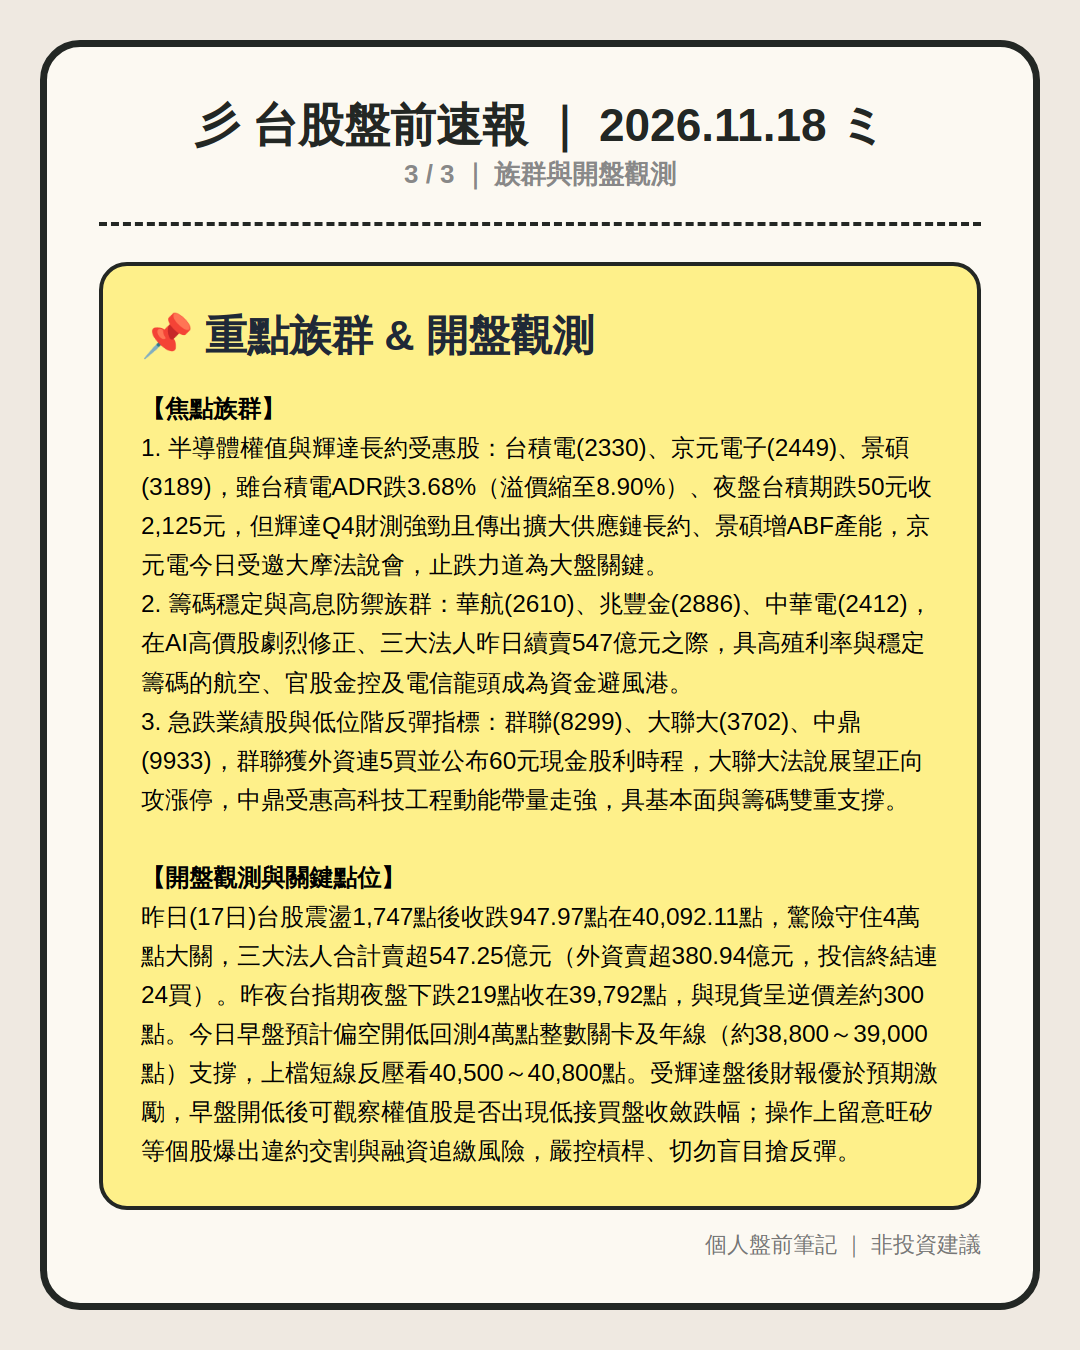 彡 台股盤前速報 ｜ 2026.11.18 ミ
3 / 3 ｜ 族群與開盤觀測
📌 重點族群 & 開盤觀測
【焦點族群】
1. 半導體權值與輝達長約受惠股：台積電(2330)、京元電子(2449)、景碩
(3189)，雖台積電ADR跌3.68%（溢價縮至8.90%）、夜盤台積期跌50元收
2,125元，但輝達Q4財測強勁且傳出擴大供應鏈長約、景碩增ABF產能，京
元電今日受邀大摩法說會，止跌力道為大盤關鍵。
2. 籌碼穩定與高息防禦族群：華航(2610)、兆豐金(2886)、中華電(2412)，
在AI高價股劇烈修正、三大法人昨日續賣547億元之際，具高殖利率與穩定
籌碼的航空、官股金控及電信龍頭成為資金避風港。
3. 急跌業績股與低位階反彈指標：群聯(8299)、大聯大(3702)、中鼎
(9933)，群聯獲外資連5買並公布60元現金股利時程，大聯大法說展望正向
攻漲停，中鼎受惠高科技工程動能帶量走強，具基本面與籌碼雙重支撐。
【開盤觀測與關鍵點位】
昨日(17日)台股震盪1,747點後收跌947.97點在40,092.11點，驚險守住4萬
點大關，三大法人合計賣超547.25億元（外資賣超380.94億元，投信終結連
24買）。昨夜台指期夜盤下跌219點收在39,792點，與現貨呈逆價差約300
點。今日早盤預計偏空開低回測4萬點整數關卡及年線（約38,800～39,000
點）支撐，上檔短線反壓看40,500～40,800點。受輝達盤後財報優於預期激
勵，早盤開低後可觀察權值股是否出現低接買盤收斂跌幅；操作上留意旺矽
等個股爆出違約交割與融資追繳風險，嚴控槓桿、切勿盲目搶反彈。
個人盤前筆記 ｜ 非投資建議